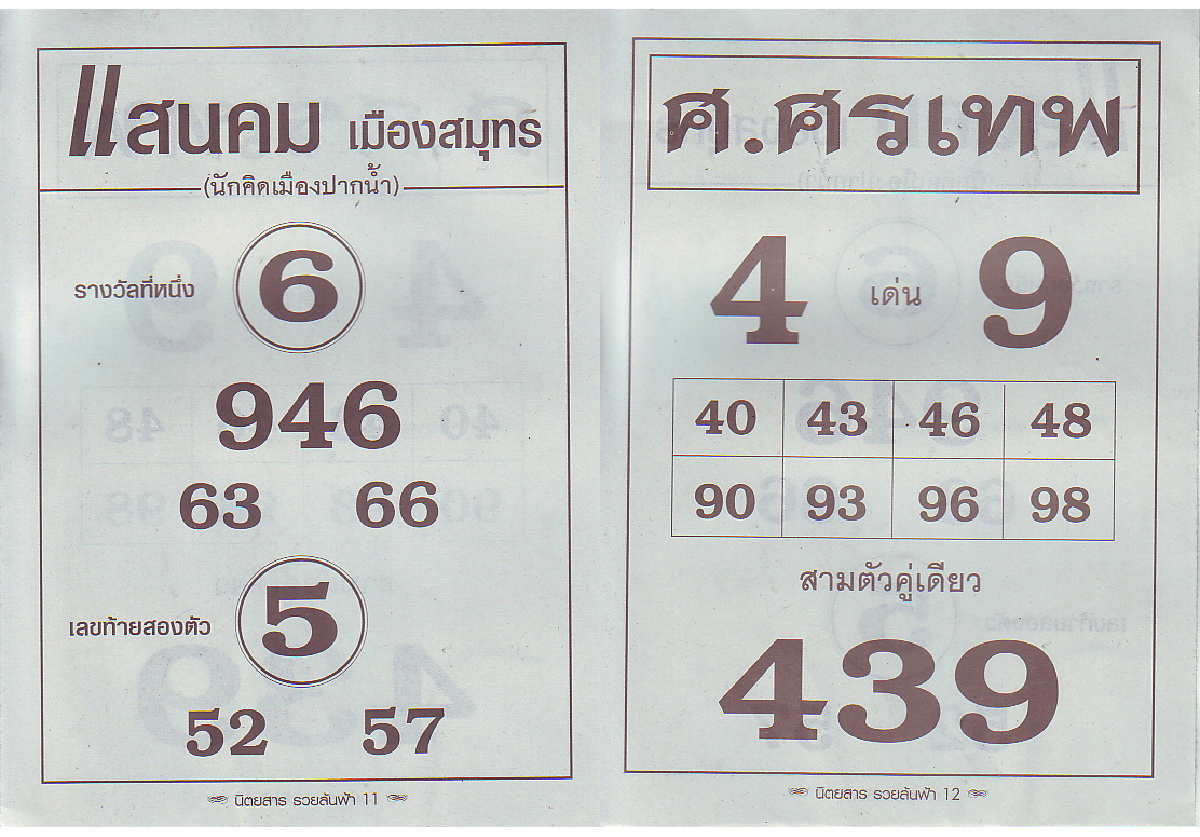 แสนคม เมืองสมุทร
(นักคิดเมืองปากน้ำ)
รางวัลที่หนึ่ง 6
946
63 66
เลขท้ายสองตัว 5
52 57
นิตยสาร รวยล้นฟ้า 11
ศ.ศรเทพ
4 เด่น 9
40 43 46 48
90 93 96 98
สามตัวคู่เดียว
439
นิตยสาร รวยล้นฟ้า 12